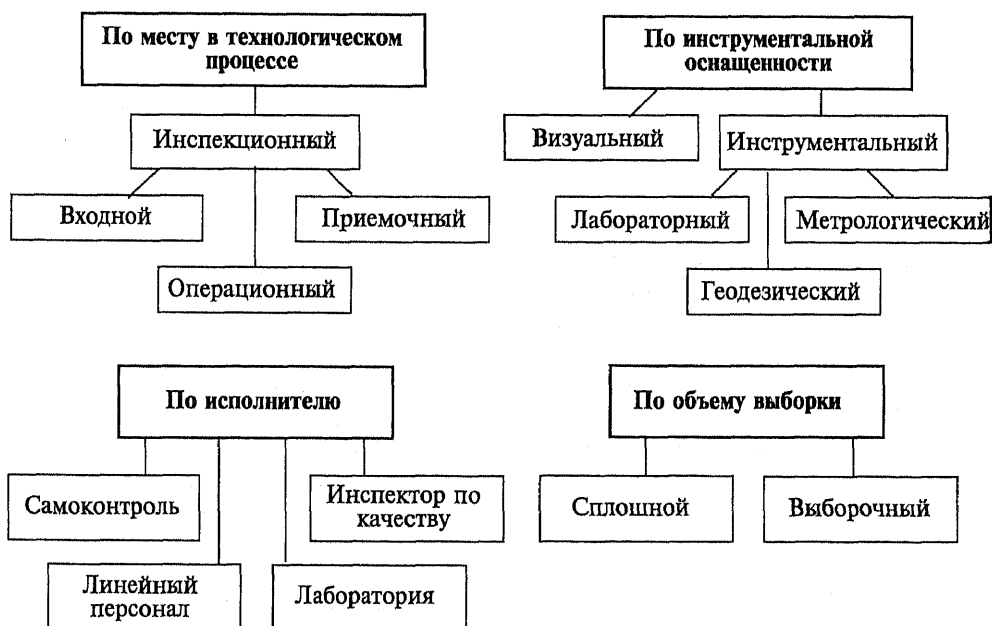 По месту в технологическом
процессе
Инспекционный
Входной
Приемочный
Операционный
По инструментальной
оснащенности
Визуальный
Инструментальный
Лабораторный
Метрологический
Геодезический
По исполнителю
Самоконтроль
Инспектор по
качеству
Линейный
персонал
Лаборатория
По объему выборки
Сплошной
Выборочный